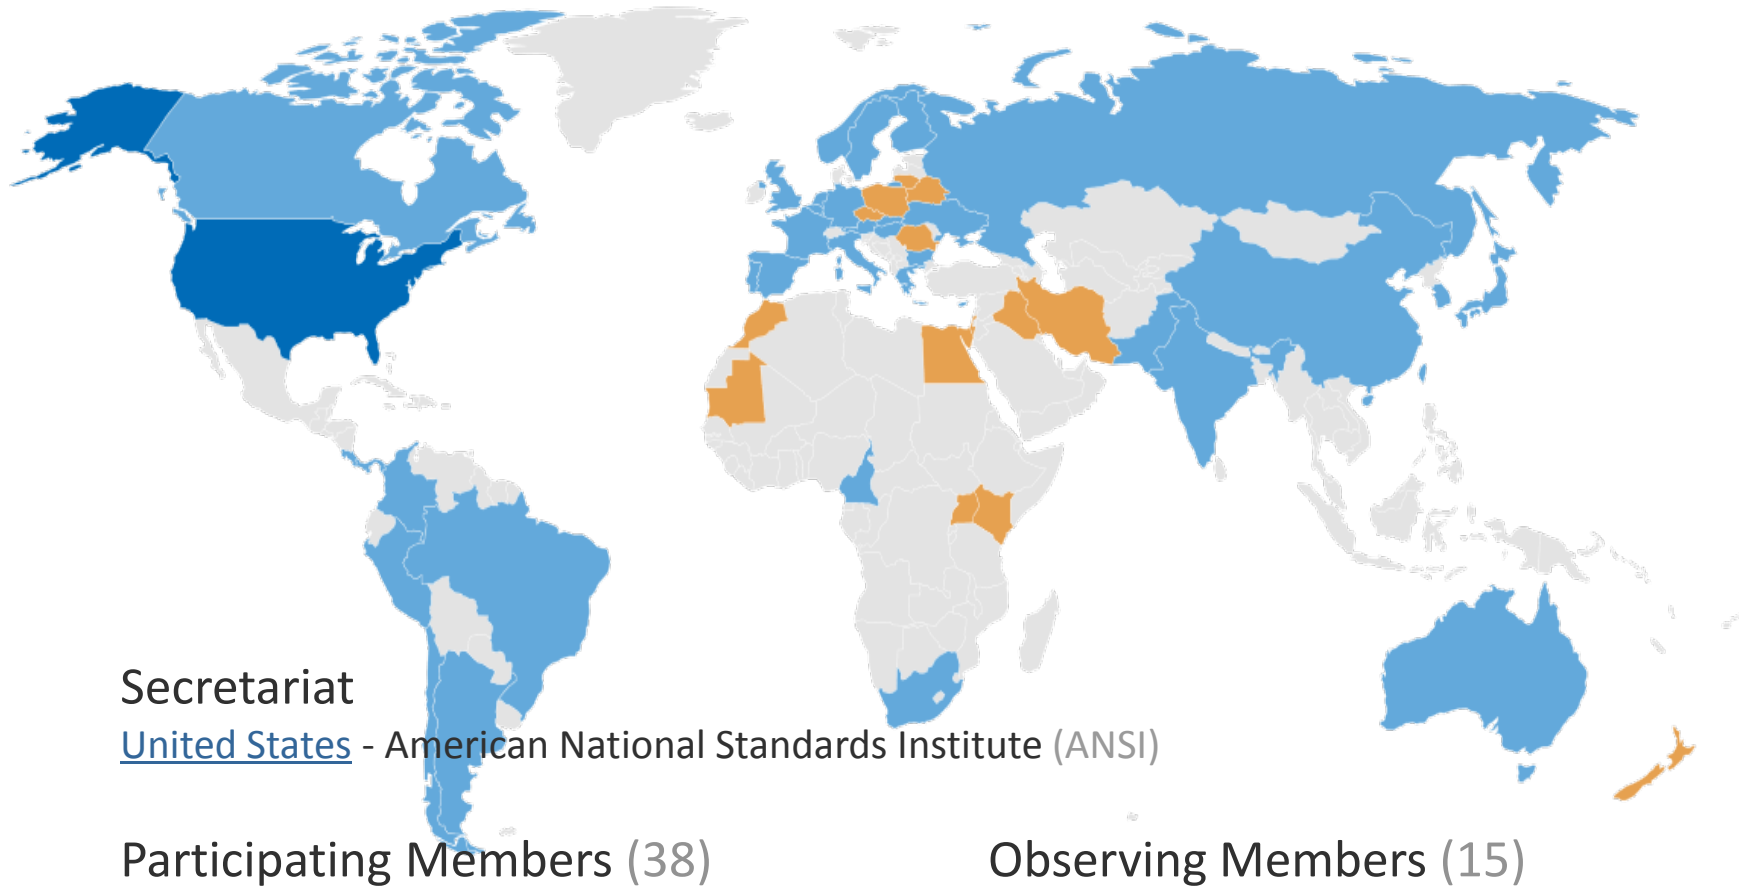 Secretariat
United States - American National Standards Institute (ANSI)
Participating Members (38)
Observing Members (15)